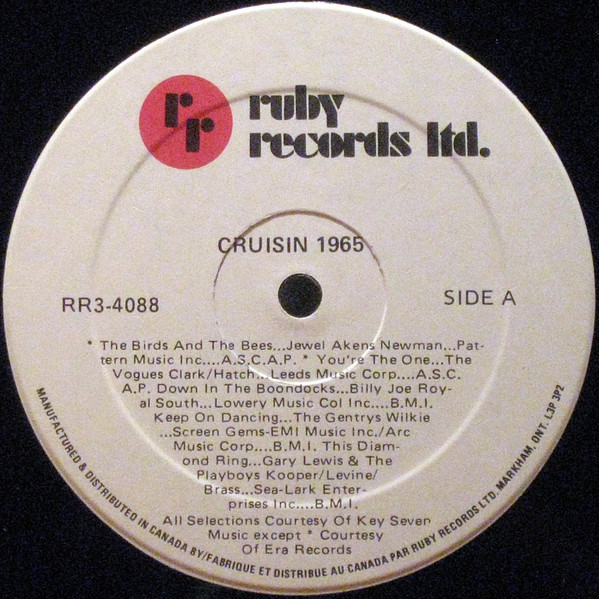 rr
ruby
records ltd.
CRUISIN 1965
RR3-4088
SIDE A
* The Birds And The Bees...Jewel Akens Newman...Pat-
tern Music Inc....A.S.C.A.P. * You're The One...The
Vogues Clark/Hatch...Leeds Music Corp....A.S.C.
A.P. Down In The Boondocks...Billy Joe Roy-
al South...Lowery Music Col Inc....B.M.I.
Keep On Dancing...The Gentrys Wilkie
...Screen Gems-EMI Music Inc./Arc
Music Corp....B.M.I. This Diam-
ond Ring...Gary Lewis & The
Playboys Kooper/Levine/
Brass...Sea-Lark Enter-
prises Inc....B.M.I.
All Selections Courtesy Of Key Seven
Music except * Courtesy
Of Era Records
MANUFACTURED & DISTRIBUTED IN CANADA BY/FABRIQUE ET DISTRIBUE AU CANADA PAR RUBY RECORDS LTD. MARKHAM, ONT. L3P 3P2